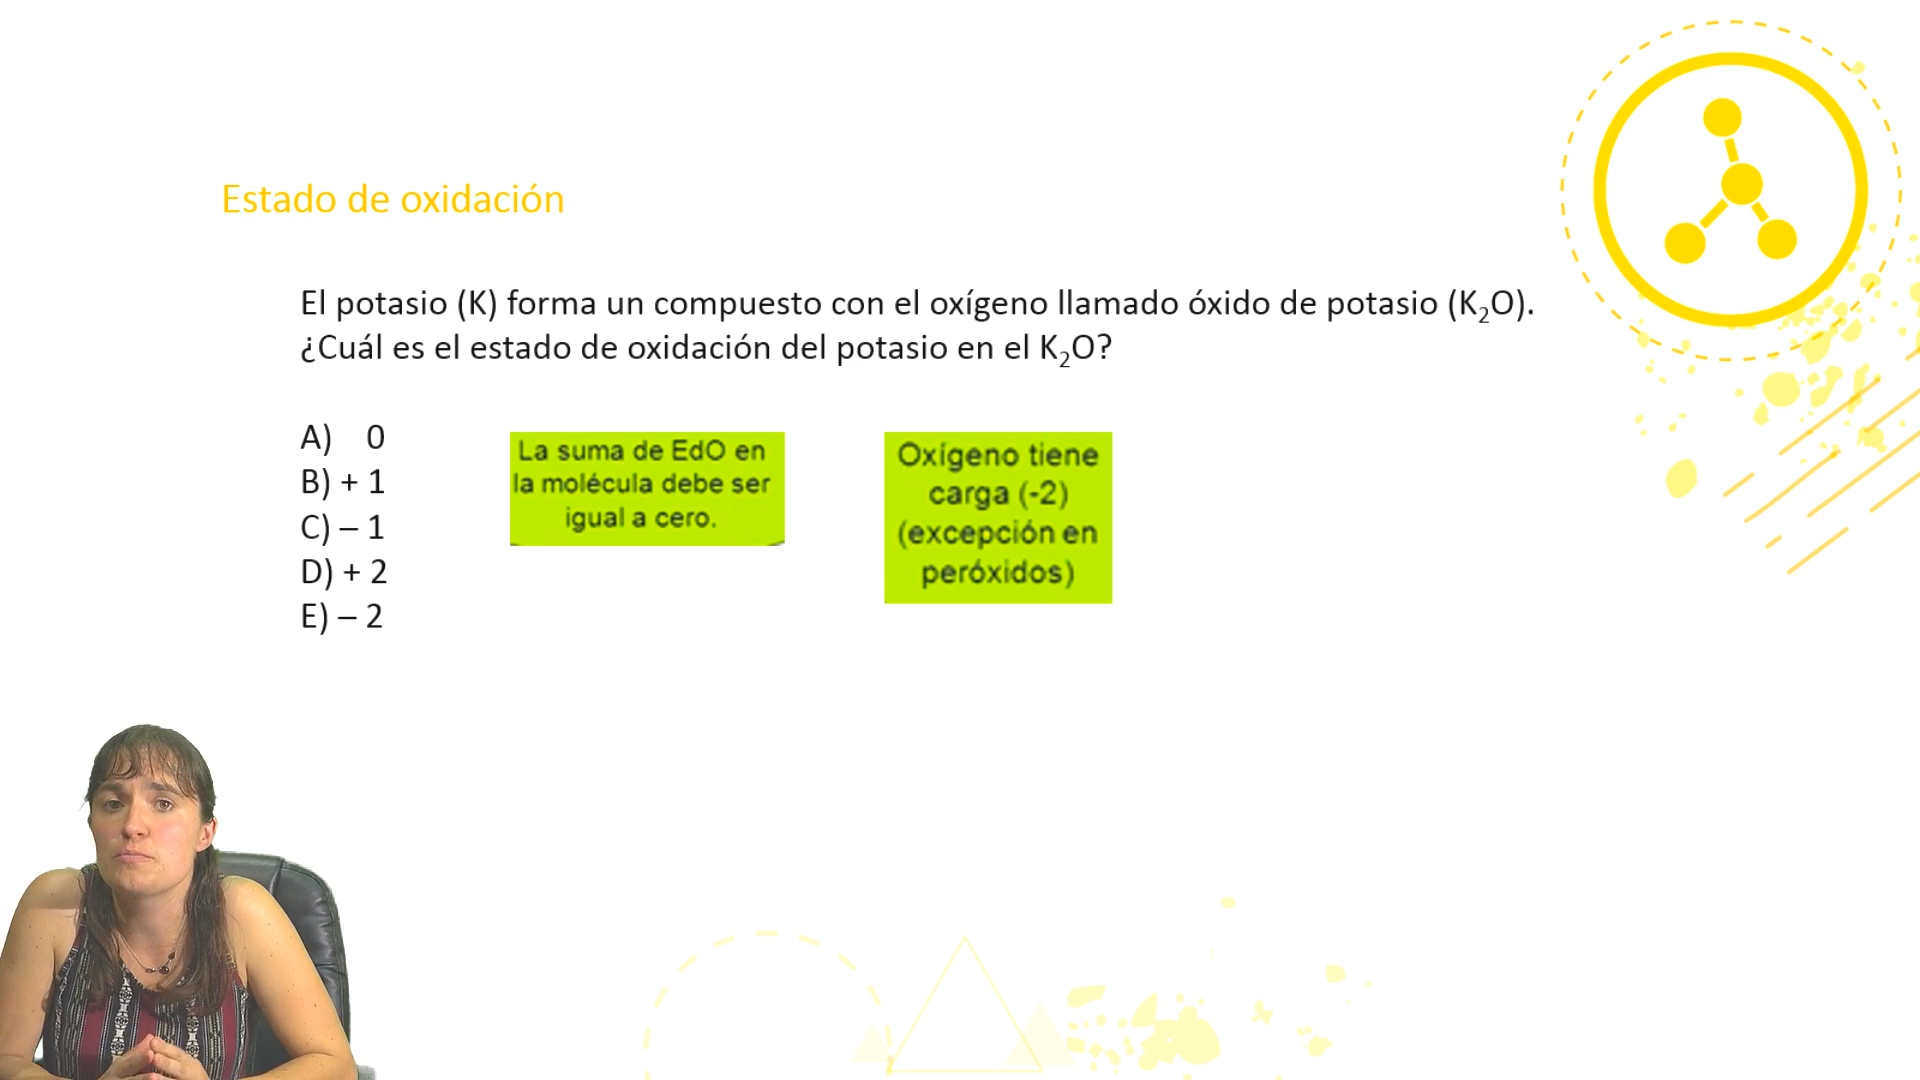 Estado de oxidación
El potasio (K) forma un compuesto con el oxígeno llamado óxido de potasio (K₂O).
¿Cuál es el estado de oxidación del potasio en el K₂O?
A) 0
B) + 1
C) – 1
D) + 2
E) – 2
La suma de EdO en
la molécula debe ser
igual a cero.
Oxígeno tiene
carga (-2)
(excepción en
peróxidos)